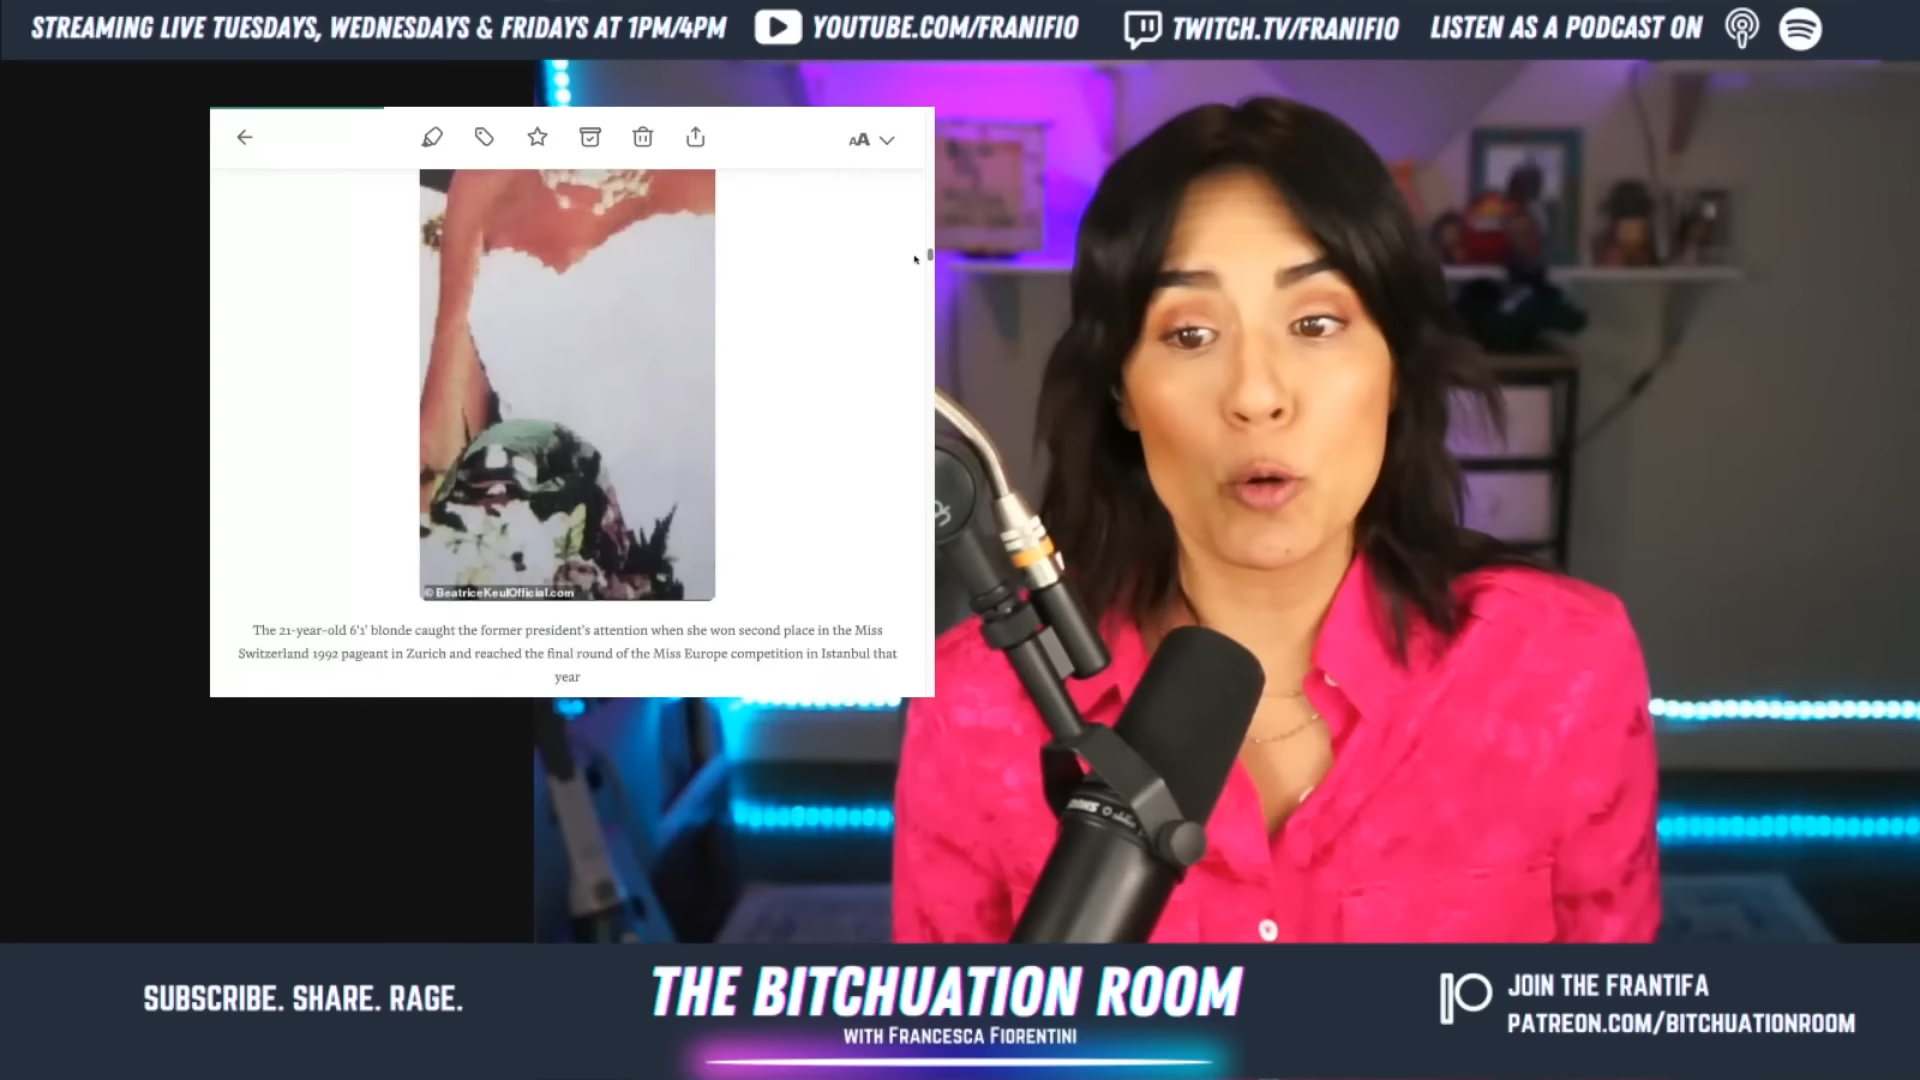 STREAMING LIVE TUESDAYS, WEDNESDAYS & FRIDAYS AT 1PM/4PM
YOUTUBE.COM/FRANIFIO
TWITCH.TV/FRANIFIO
LISTEN AS A PODCAST ON
AA
© BeatriceKeulOfficial.com
The 21-year-old 6'1' blonde caught the former president's attention when she won second place in the Miss
Switzerland 1992 pageant in Zurich and reached the final round of the Miss Europe competition in Istanbul that
year
SUBSCRIBE. SHARE. RAGE.
THE BITCHUATION ROOM
WITH FRANCESCA FIORENTINI
JOIN THE FRANTIFA
PATREON.COM/BITCHUATIONROOM